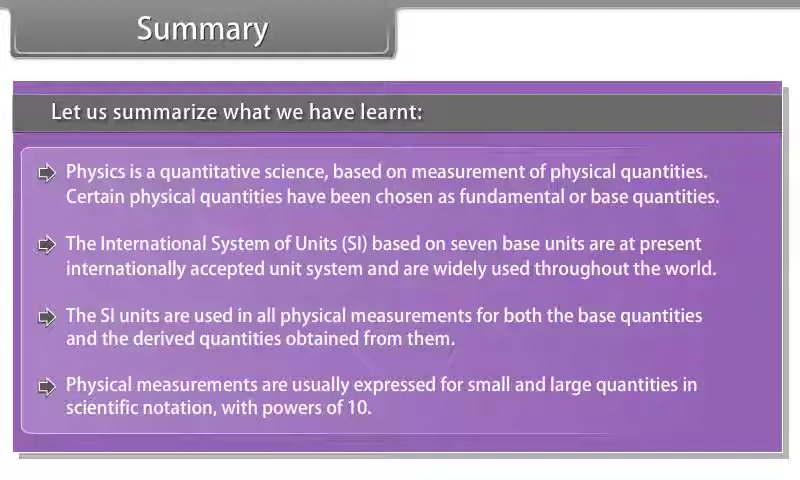 Summary
Let us summarize what we have learnt:
Physics is a quantitative science, based on measurement of physical quantities.
Certain physical quantities have been chosen as fundamental or base quantities.
The International System of Units (SI) based on seven base units are at present
internationally accepted unit system and are widely used throughout the world.
The SI units are used in all physical measurements for both the base quantities
and the derived quantities obtained from them.
Physical measurements are usually expressed for small and large quantities in
scientific notation, with powers of 10.